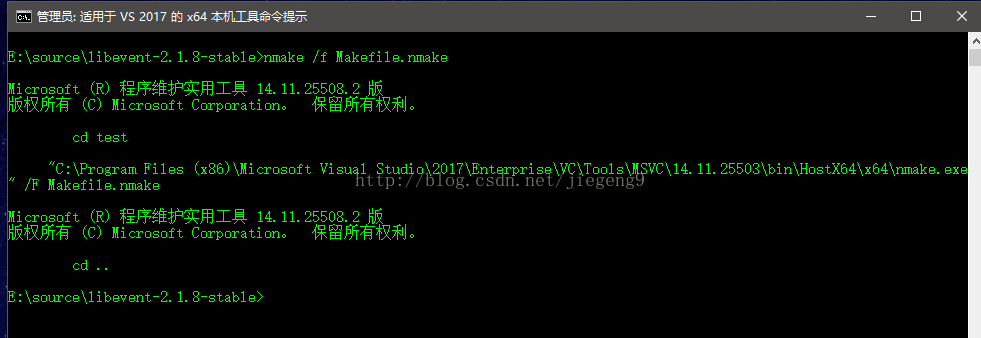 管理员: 适用于 VS 2017 的 x64 本机工具命令提示
E:\source\libevent-2.1.8-stable>nmake /f Makefile.nmake
Microsoft (R) 程序维护实用工具 14.11.25508.2 版
版权所有 (C) Microsoft Corporation。  保留所有权利。
cd test
"C:\Program Files (x86)\Microsoft Visual Studio\2017\Enterprise\VC\Tools\MSVC\14.11.25503\bin\HostX64\x64\nmake.exe
" /F Makefile.nmake
http://blog.csdn.net/jiegeng9
Microsoft (R) 程序维护实用工具 14.11.25508.2 版
版权所有 (C) Microsoft Corporation。  保留所有权利。
cd ..
E:\source\libevent-2.1.8-stable>